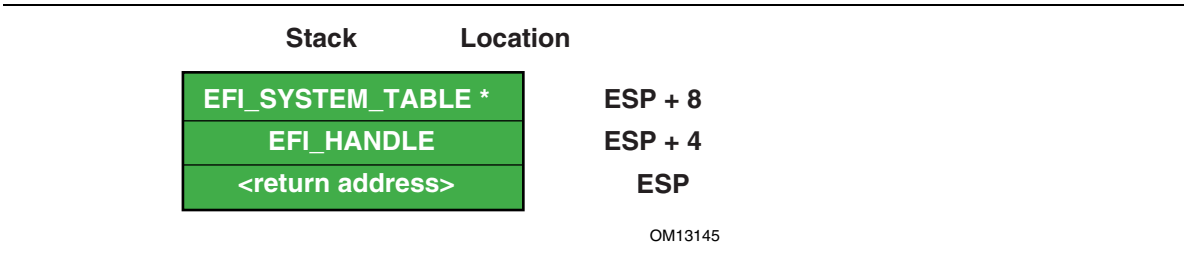 Stack Location
EFI_SYSTEM_TABLE * ESP + 8
EFI_HANDLE ESP + 4
<return address> ESP
OM13145